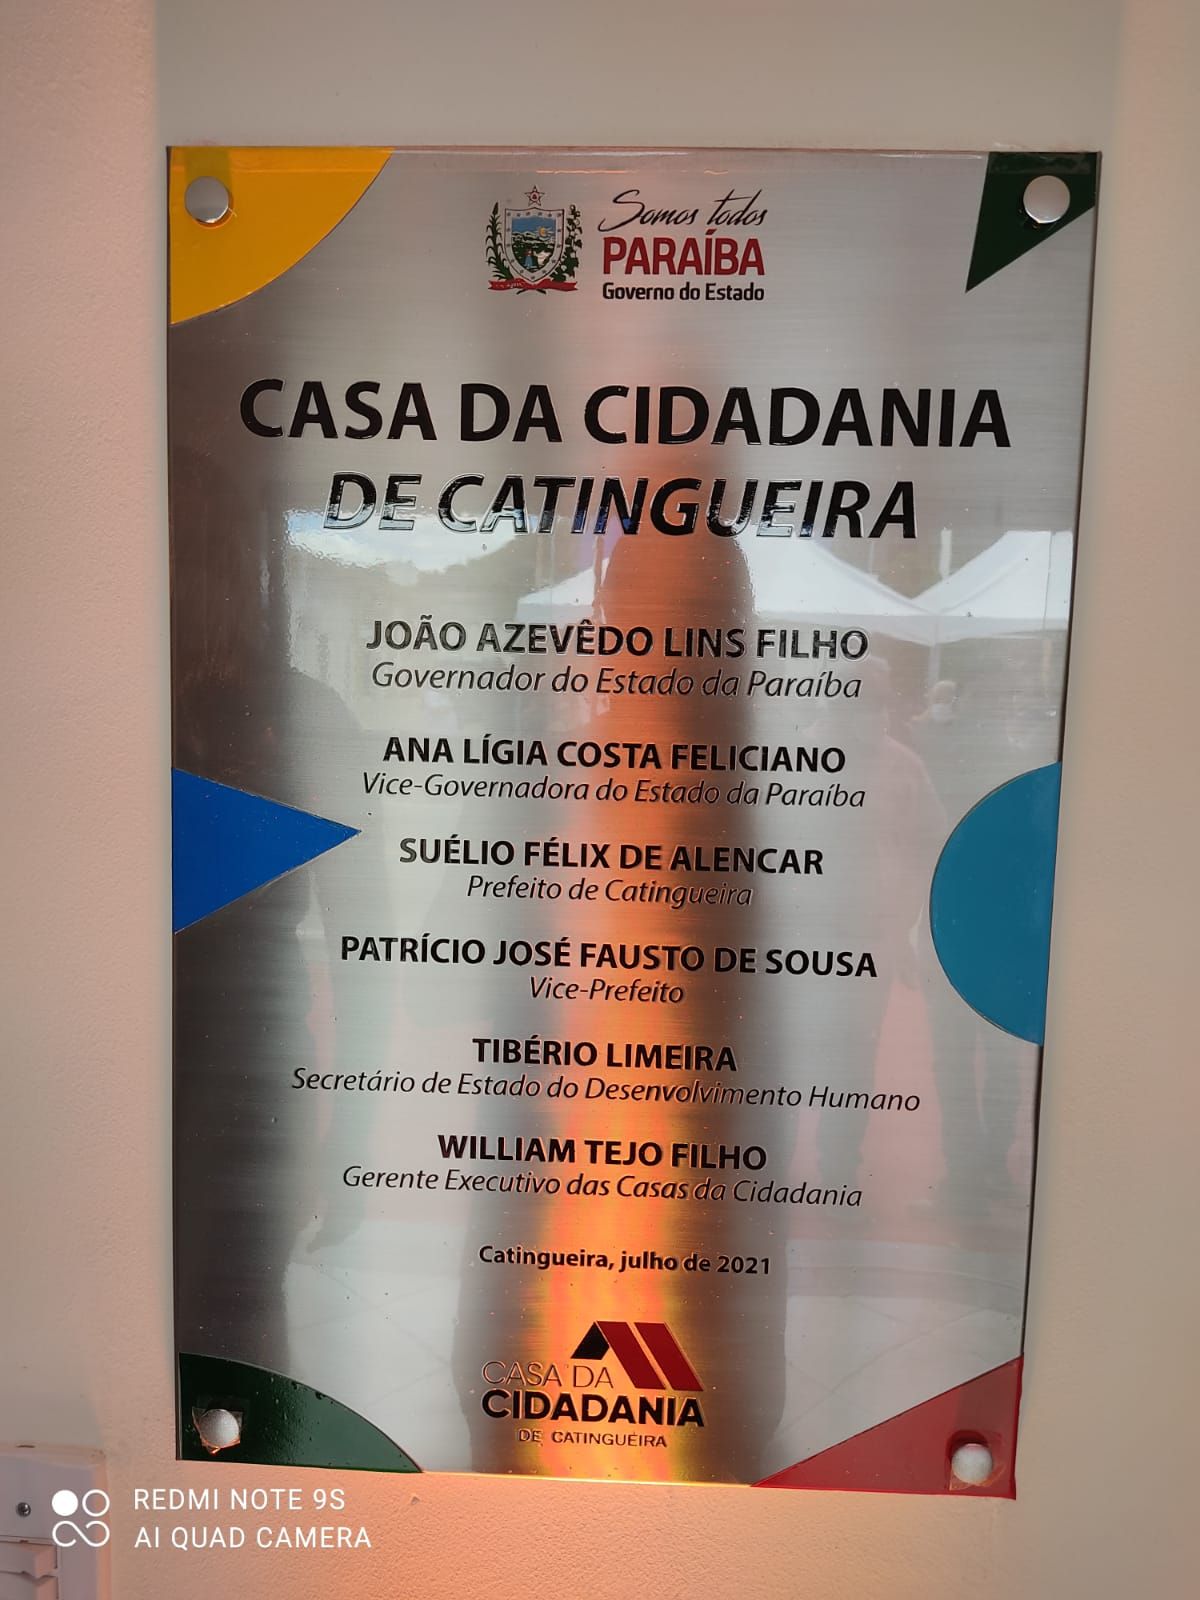 Somos todos
PARAÍBA
Governo do Estado
CASA DA CIDADANIA
DE CATINGUEIRA
JOÃO AZEVÊDO LINS FILHO
Governador do Estado da Paraíba
ANA LÍGIA COSTA FELICIANO
Vice-Governadora do Estado da Paraíba
SUÉLIO FÉLIX DE ALENCAR
Prefeito de Catingueira
PATRÍCIO JOSÉ FAUSTO DE SOUSA
Vice-Prefeito
TIBÉRIO LIMEIRA
Secretário de Estado do Desenvolvimento Humano
WILLIAM TEJO FILHO
Gerente Executivo das Casas da Cidadania
Catingueira, julho de 2021
CASA DA
CIDADANIA
DE CATINGUEIRA
REDMI NOTE 9S
AI QUAD CAMERA